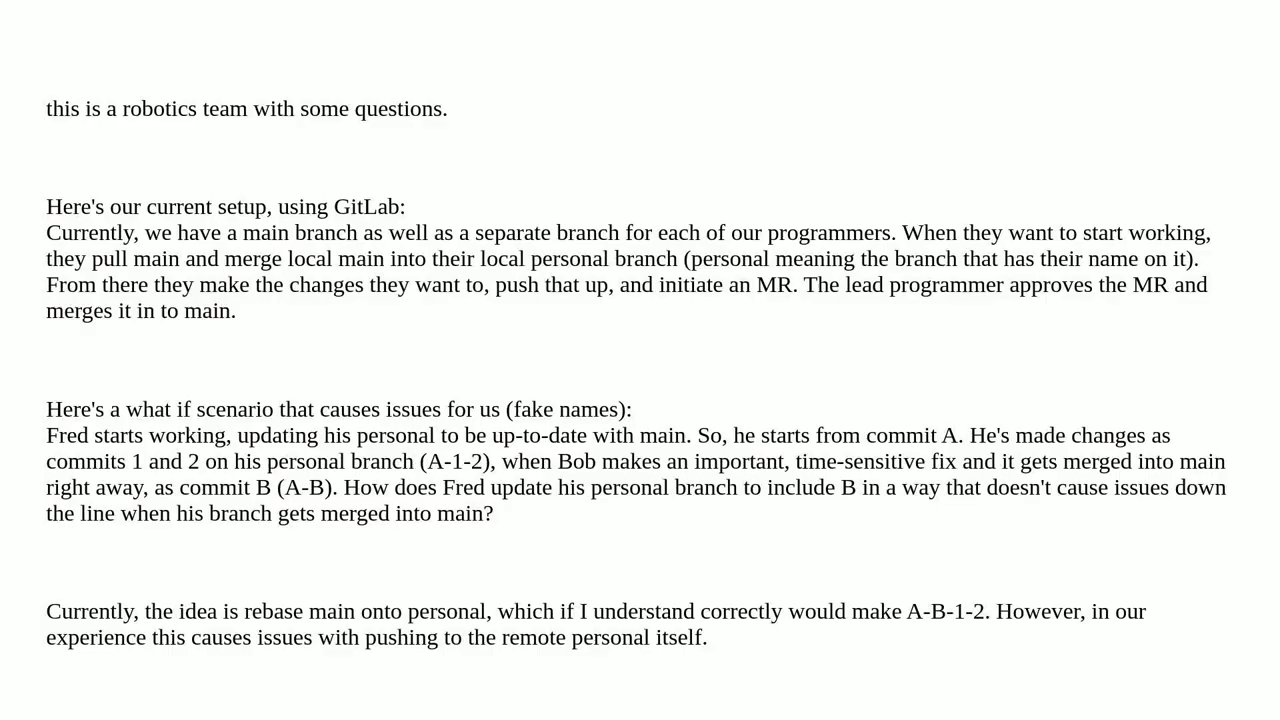 this is a robotics team with some questions.
Here's our current setup, using GitLab:
Currently, we have a main branch as well as a separate branch for each of our programmers. When they want to start working,
they pull main and merge local main into their local personal branch (personal meaning the branch that has their name on it).
From there they make the changes they want to, push that up, and initiate an MR. The lead programmer approves the MR and
merges it in to main.
Here's a what if scenario that causes issues for us (fake names):
Fred starts working, updating his personal to be up-to-date with main. So, he starts from commit A. He's made changes as
commits 1 and 2 on his personal branch (A-1-2), when Bob makes an important, time-sensitive fix and it gets merged into main
right away, as commit B (A-B). How does Fred update his personal branch to include B in a way that doesn't cause issues down
the line when his branch gets merged into main?
Currently, the idea is rebase main onto personal, which if I understand correctly would make A-B-1-2. However, in our
experience this causes issues with pushing to the remote personal itself.